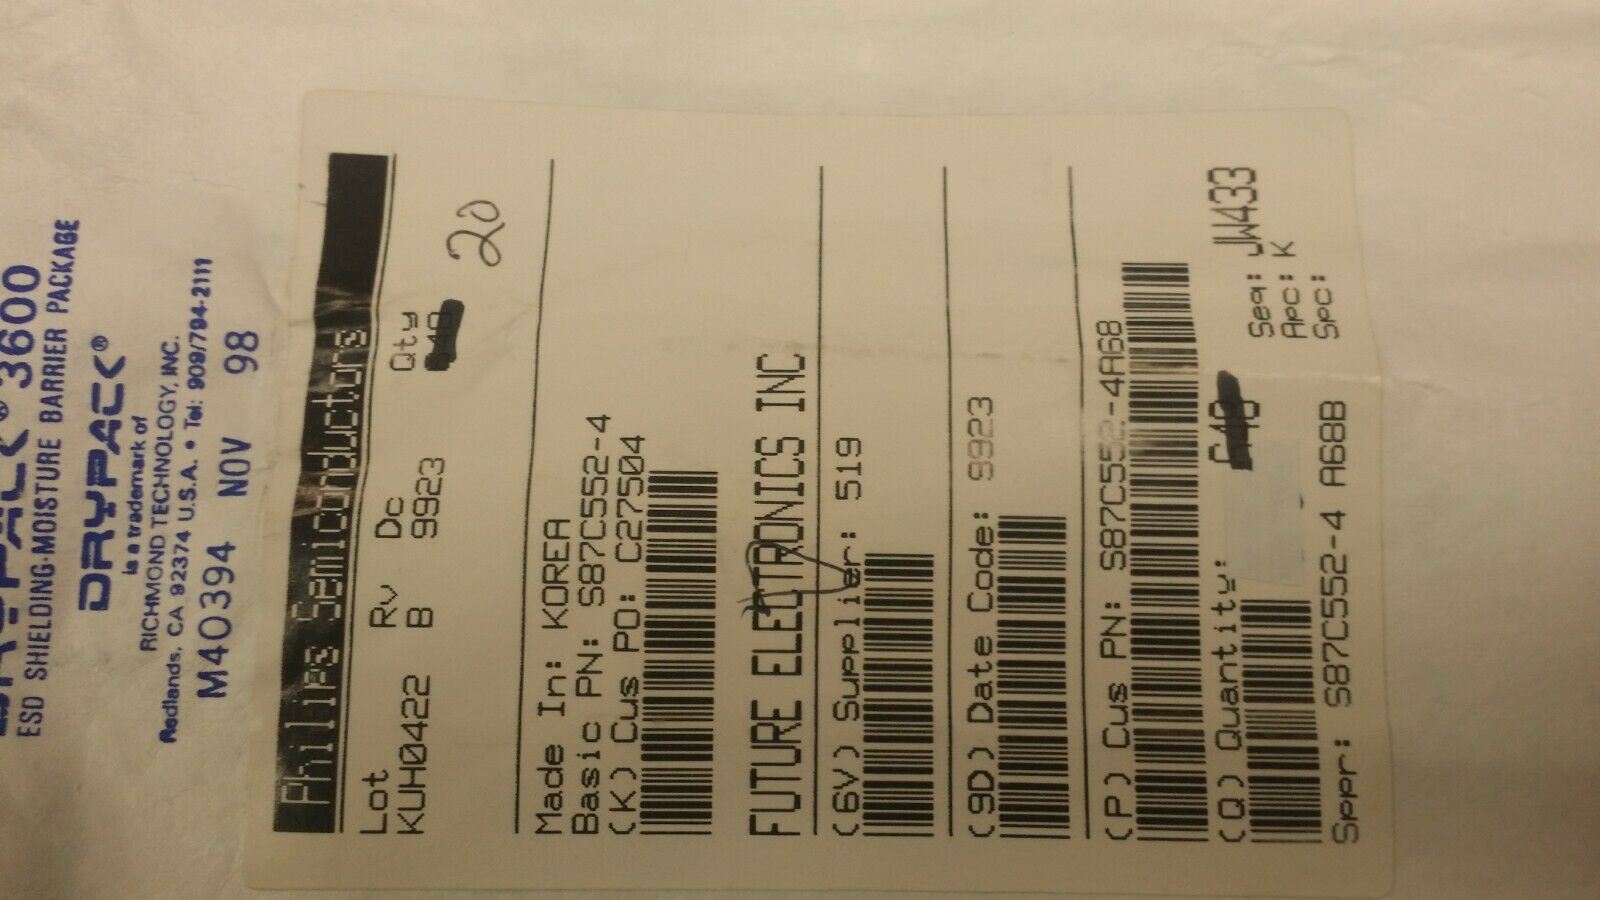 3600
ESD SHIELDING·MOISTURE BARRIER PACKAGE
DRYPACK®
is a trademark of
RICHMOND TECHNOLOGY, INC.
Redlands, CA 92374 U.S.A. • Tel: 909/794-2111
M40394 NOV 98
Philips Semiconductors
Lot Rv Dc Qty
KUH0422 B 9923
20
Made In: KOREA
Basic PN: S87C552-4
(K) Cus PO: C27504
FUTURE ELECTRONICS INC
(6V) Supplier: 519
(9D) Date Code: 9923
(P) Cus PN: S87C552-4A68
(Q) Quantity:
Seq: JW433
Apc: K
Spc:
Sppr: S87C552-4 A68B